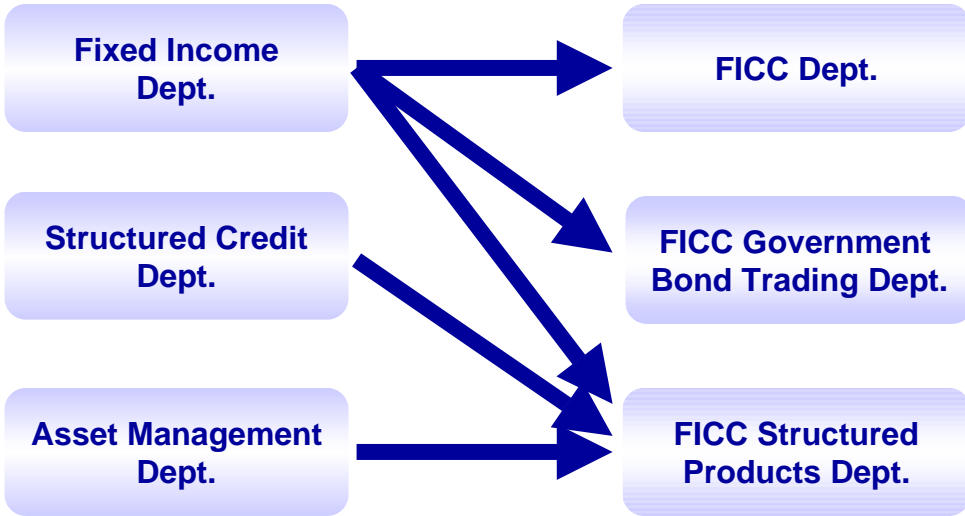 Fixed Income
Dept.
FICC Dept.
Structured Credit
Dept.
FICC Government
Bond Trading Dept.
Asset Management
Dept.
FICC Structured
Products Dept.